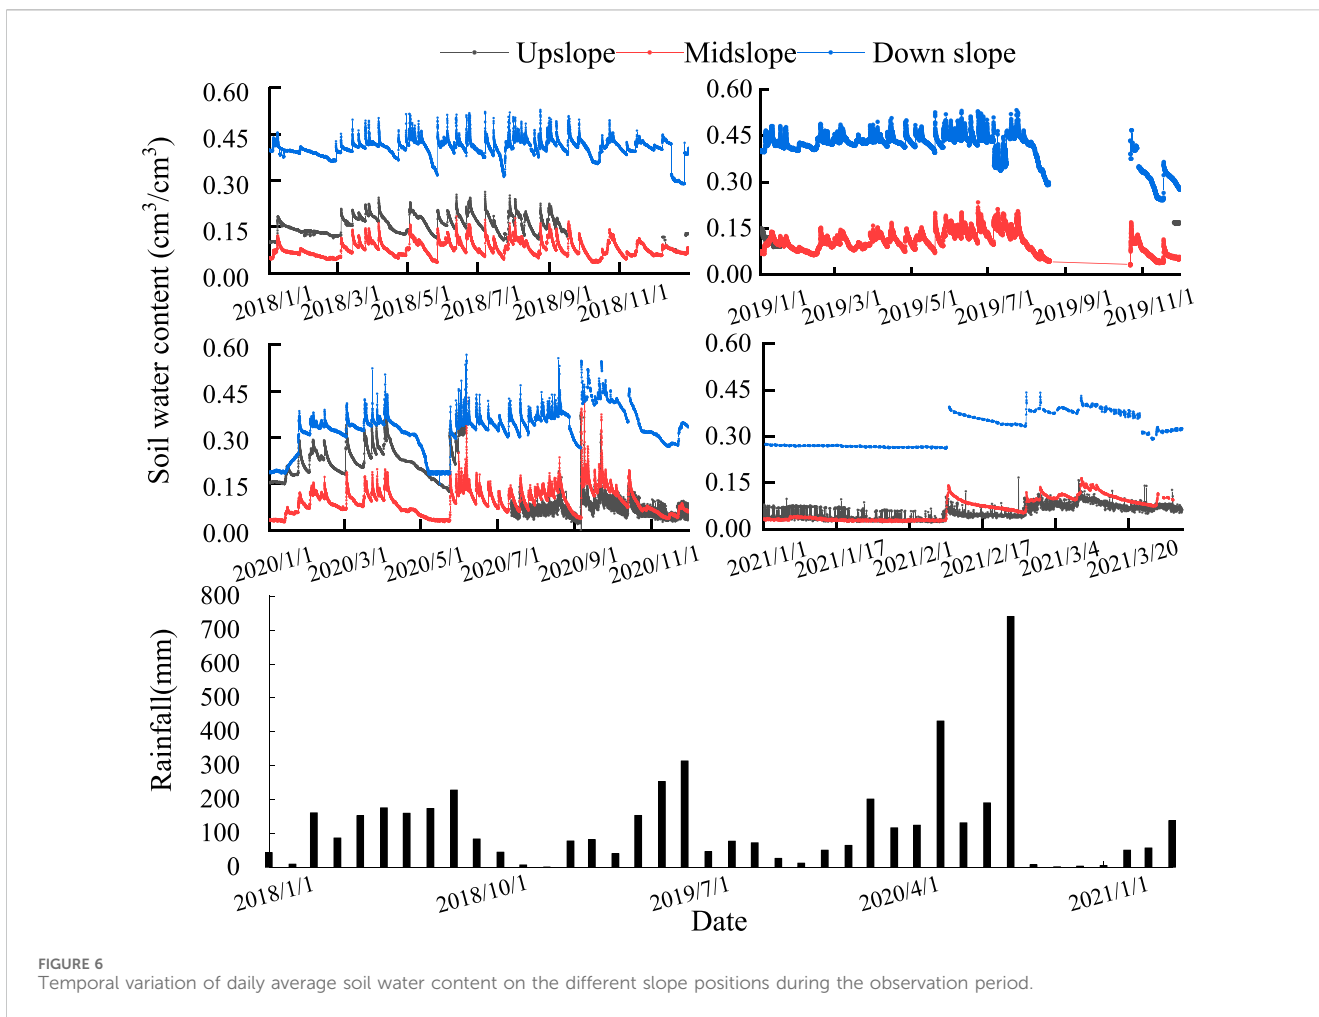 Upslope Midslope Down slope
Soil water content (cm³/cm³)
0.60
0.45
0.30
0.15
0.00
2018/1/1 2018/3/1 2018/5/1 2018/7/1 2018/9/1 2018/11/1
0.60
0.45
0.30
0.15
0.00
2019/1/1 2019/3/1 2019/5/1 2019/7/1 2019/9/1 2019/11/1
0.60
0.45
0.30
0.15
0.00
2020/1/1 2020/3/1 2020/5/1 2020/7/1 2020/9/1 2020/11/1
0.60
0.45
0.30
0.15
0.00
2021/1/1 2021/1/17 2021/2/1 2021/2/17 2021/3/4 2021/3/20
Rainfall(mm)
800
700
600
500
400
300
200
100
0
2018/1/1 2018/10/1 2019/7/1 2020/4/1 2021/1/1
Date
FIGURE 6
Temporal variation of daily average soil water content on the different slope positions during the observation period.